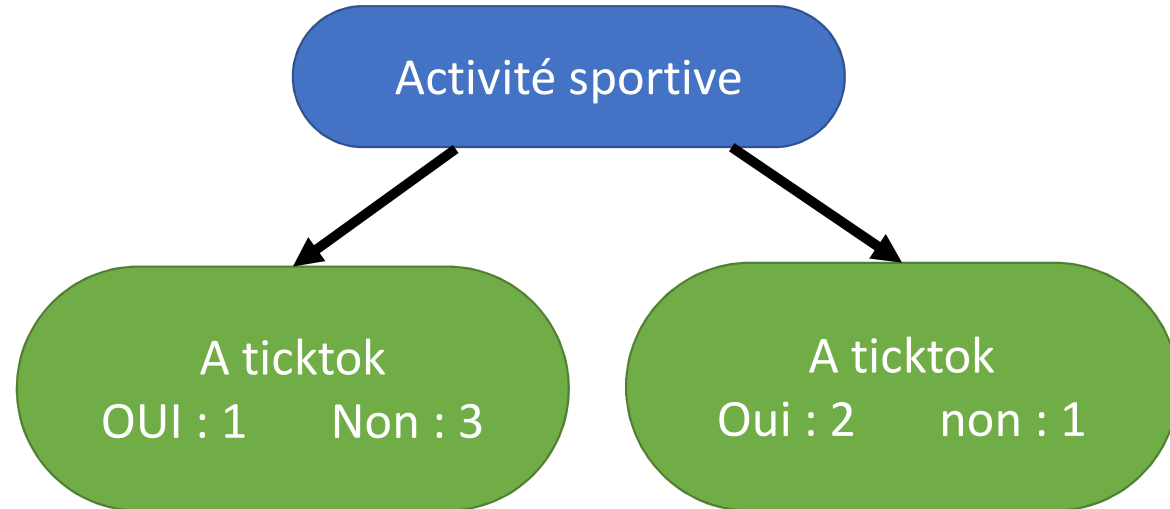 Activité sportive
A ticktok
OUI : 1 Non : 3
A ticktok
Oui : 2 non : 1